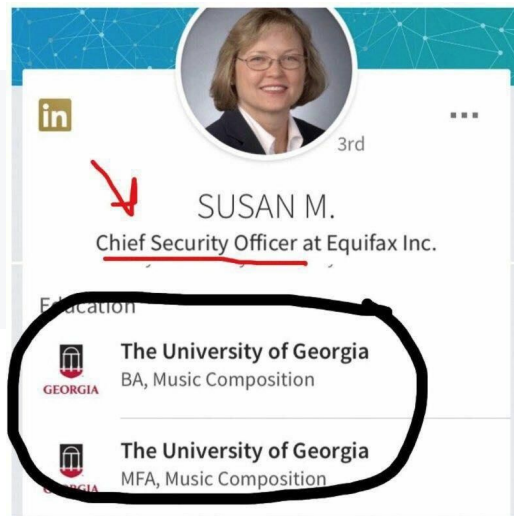 in
3rd
SUSAN M.
Chief Security Officer at Equifax Inc.
Education
The University of Georgia
GEORGIA
BA, Music Composition
The University of Georgia
GEORGIA
MFA, Music Composition